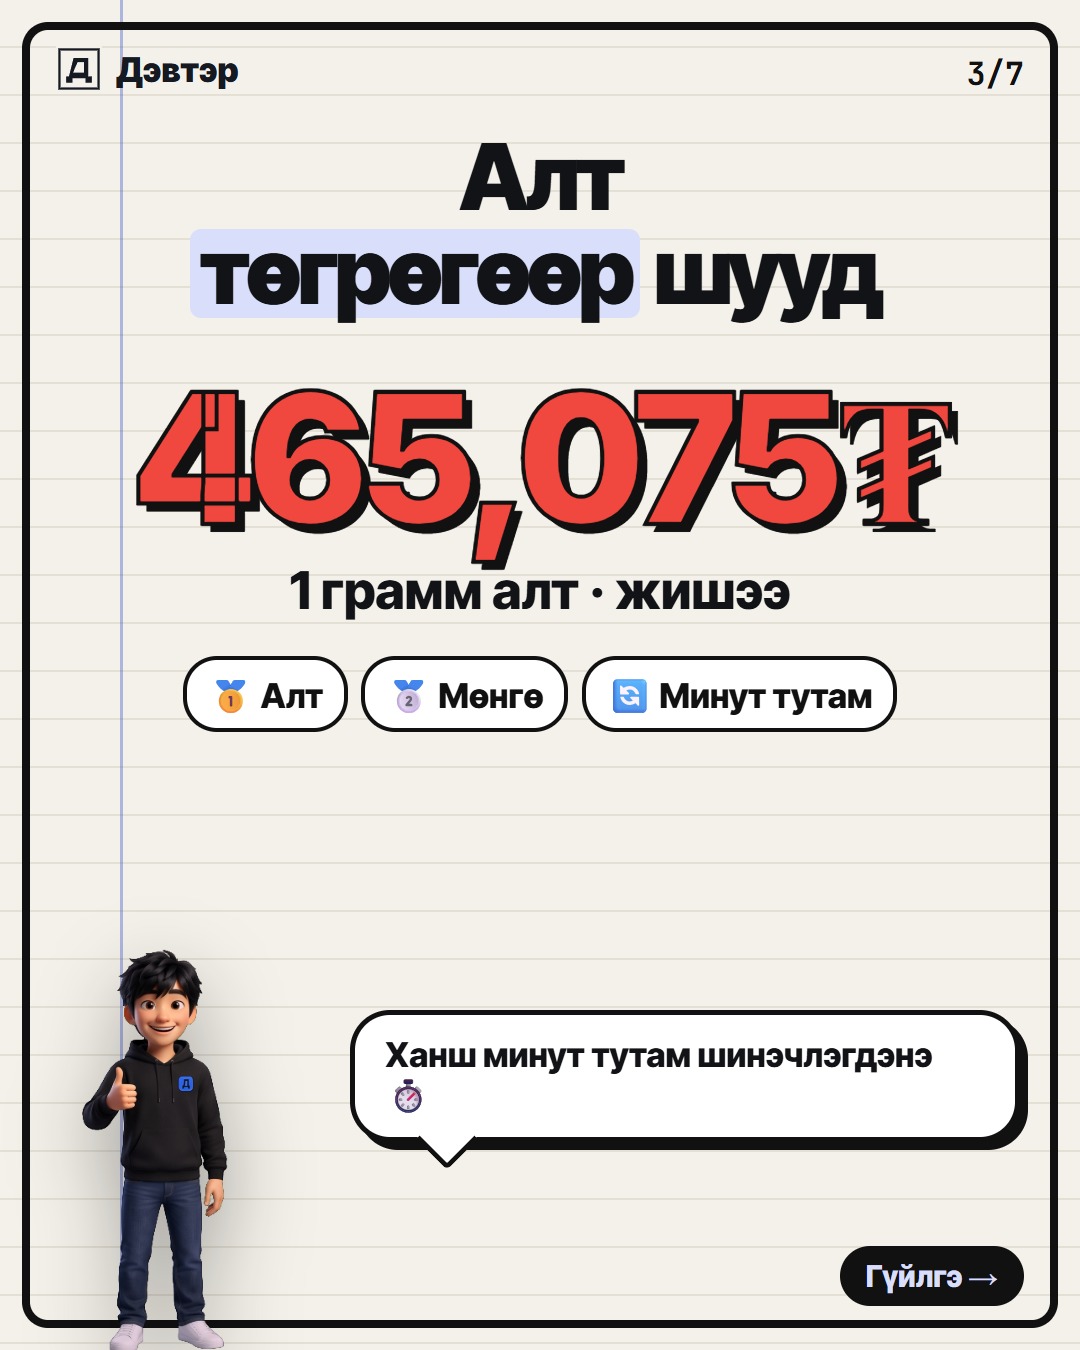 Д Дэвтэр
3/7
Алт
төгрөгөөр шууд
465,075₮
1 грамм алт · жишээ
🥇 Алт
🥈 Мөнгө
🔄 Минут тутам
Ханш минут тутам шинэчлэгдэнэ
⏱️
Гүйлгэ →